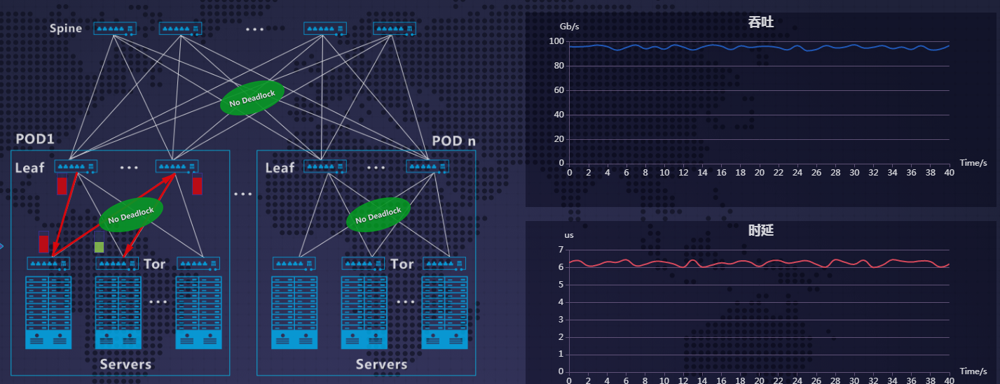 Spine
...
No Deadlock
POD1
POD n
Leaf
...
Leaf
...
...
No Deadlock
No Deadlock
Tor
Tor
...
...
Servers
Servers
吞吐
Gb/s
100
80
60
40
20
0
0 2 4 6 8 10 12 14 16 18 20 22 24 26 28 30 32 34 36 38 40
Time/s
时延
us
7
6
5
4
3
2
1
0
0 2 4 6 8 10 12 14 16 18 20 22 24 26 28 30 32 34 36 38 40
Time/s